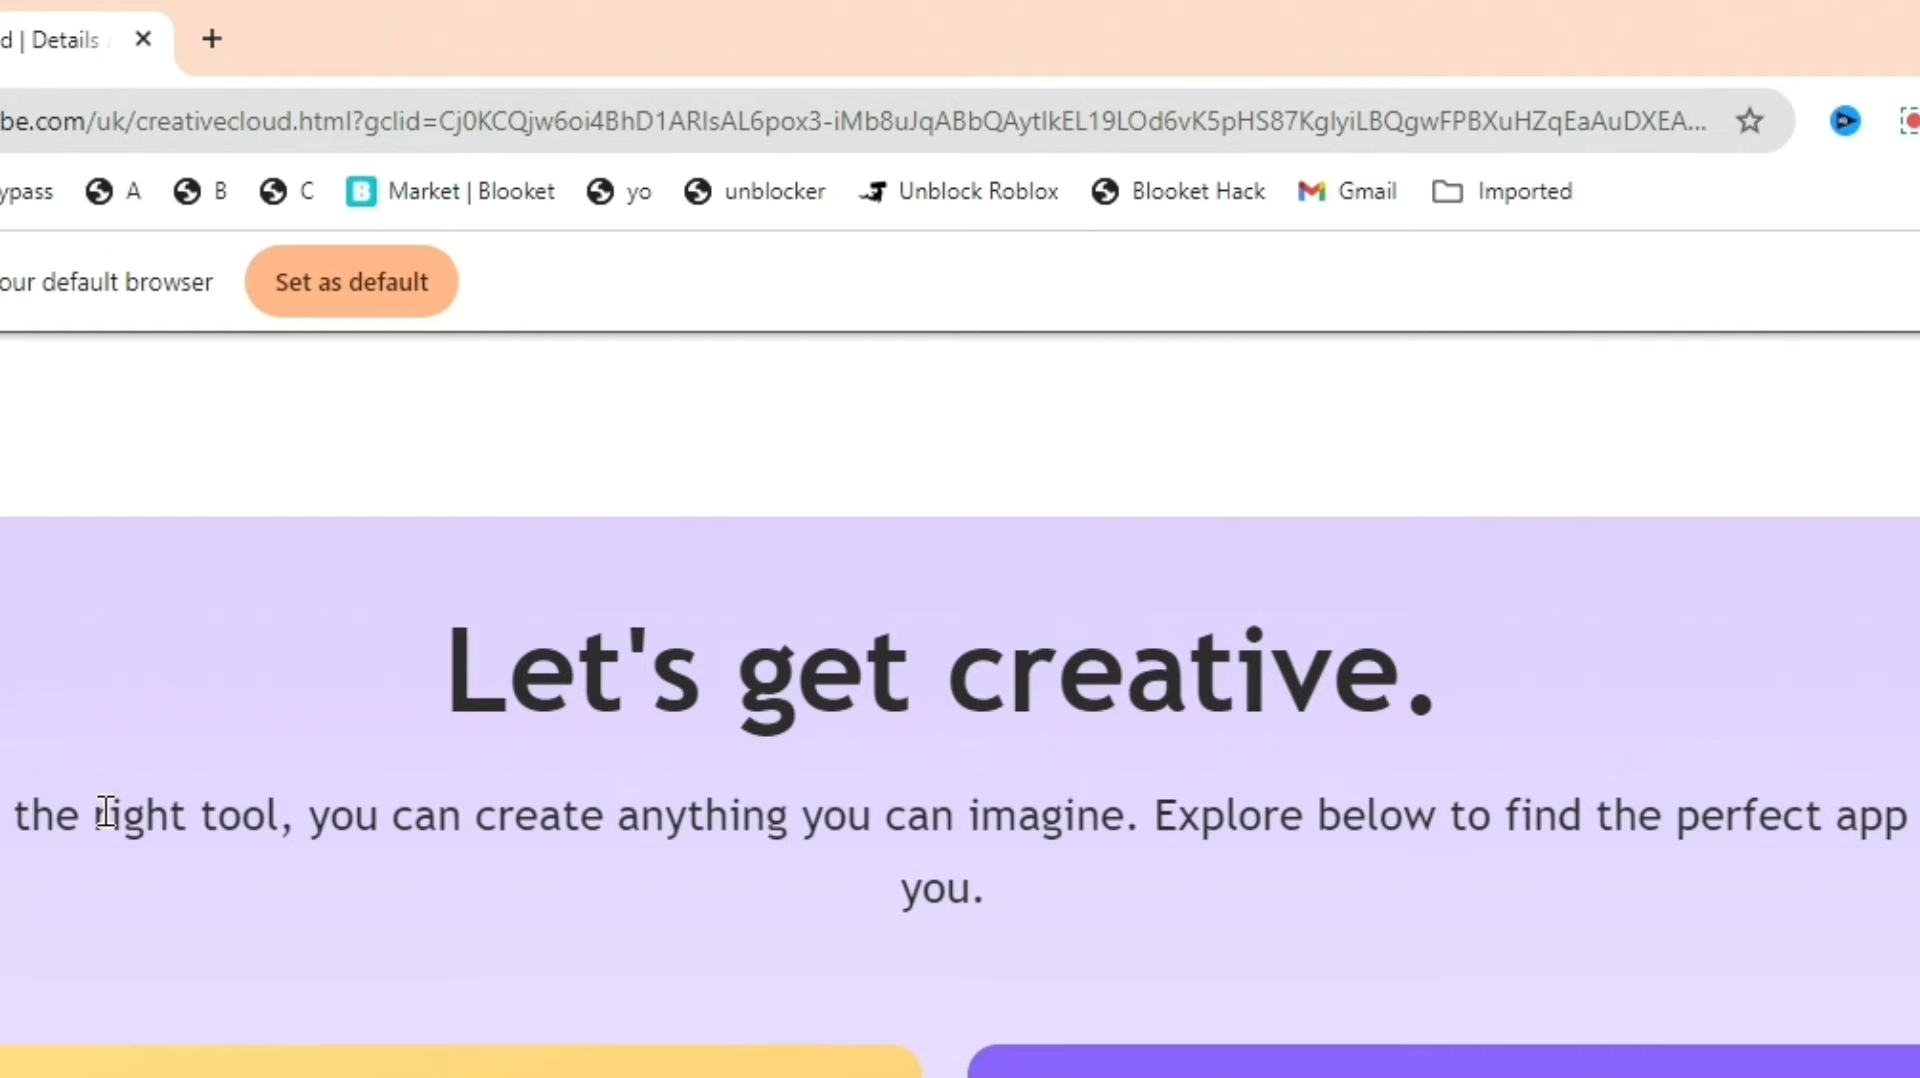 d | Details
be.com/uk/creativecloud.html?gclid=Cj0KCQjw6oi4BhD1ARIsAL6pox3-iMb8uJqABbQAytIkEL19LOd6vK5pHS87KglyiLBQgwFPBXuHZqEaAuDXEA...
ypass A B C B Market | Blooket yo unblocker Unblock Roblox Blooket Hack Gmail Imported
our default browser Set as default
Let's get creative.
the right tool, you can create anything you can imagine. Explore below to find the perfect app
you.